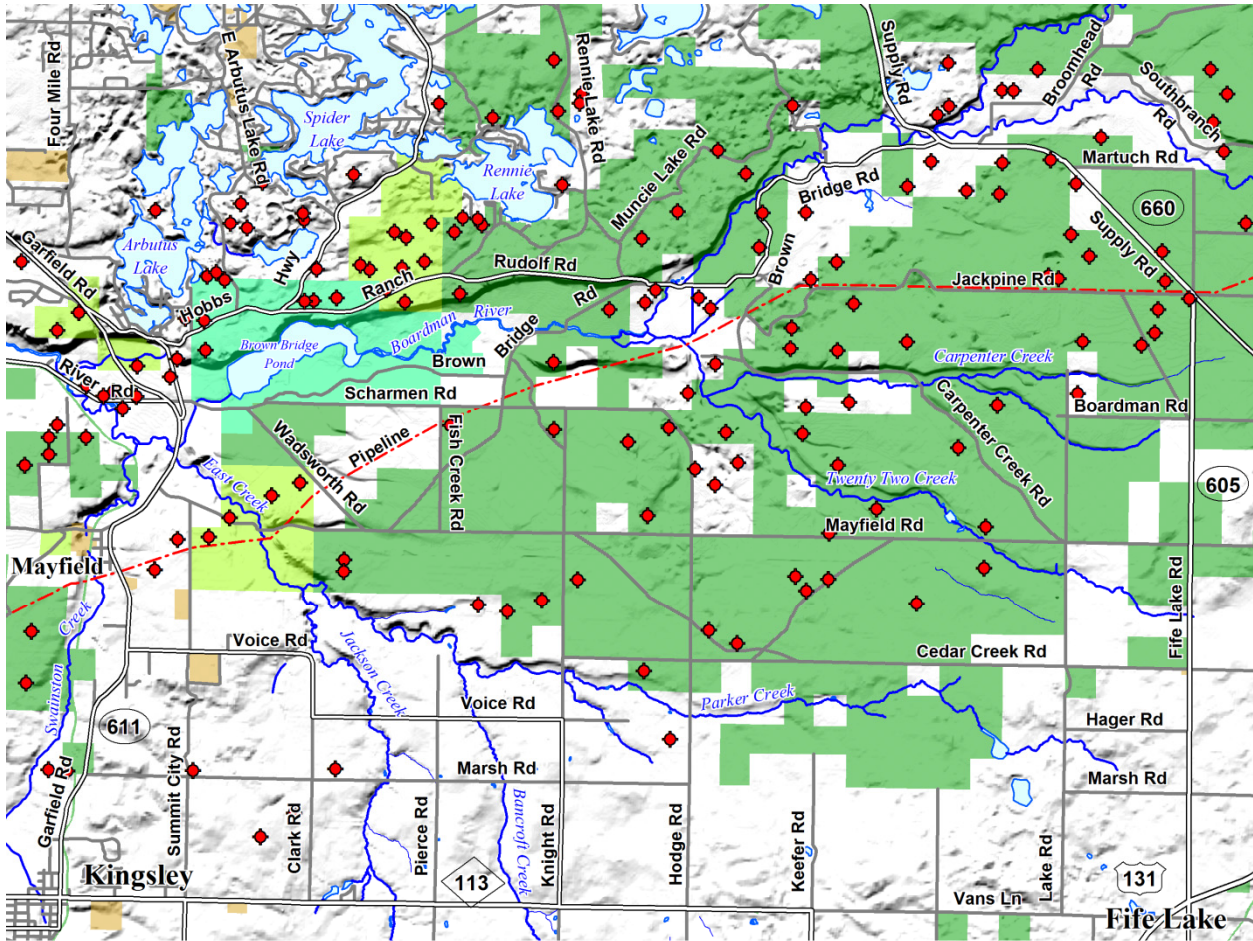 Four Mile Rd
E Arbutus Lake Rd
Spider
Lake
Rennie Lake Rd
Rennie
Lake
Muncie Lake Rd
Supply Rd
Broomhead
Rd
Southbranch
Rd
Martuch Rd
660
Supply Rd
Arbutus
Lake
Garfield Rd
Hobbs
Hwy
Ranch
Rudolf Rd
Brown
Bridge Rd
Jackpine Rd
Brown Bridge
Pond
Boardman River
Brown
Bridge
Rd
Carpenter Creek
River
Rd
Scharmen Rd
Boardman Rd
Carpenter Creek Rd
Wadsworth Rd
Pipeline
Fish Creek Rd
East Creek
Twenty Two Creek
Mayfield Rd
605
Mayfield
Fife Lake Rd
Swainston
Creek
Voice Rd
Jackson Creek
Cedar Creek Rd
Parker Creek
Voice Rd
Hager Rd
611
Marsh Rd
Marsh Rd
Garfield Rd
Summit City Rd
Clark Rd
Pierce Rd
Bancroft Creek
Knight Rd
Hodge Rd
Keefer Rd
Lake Rd
Kingsley
113
131
Vans Ln
Fife Lake